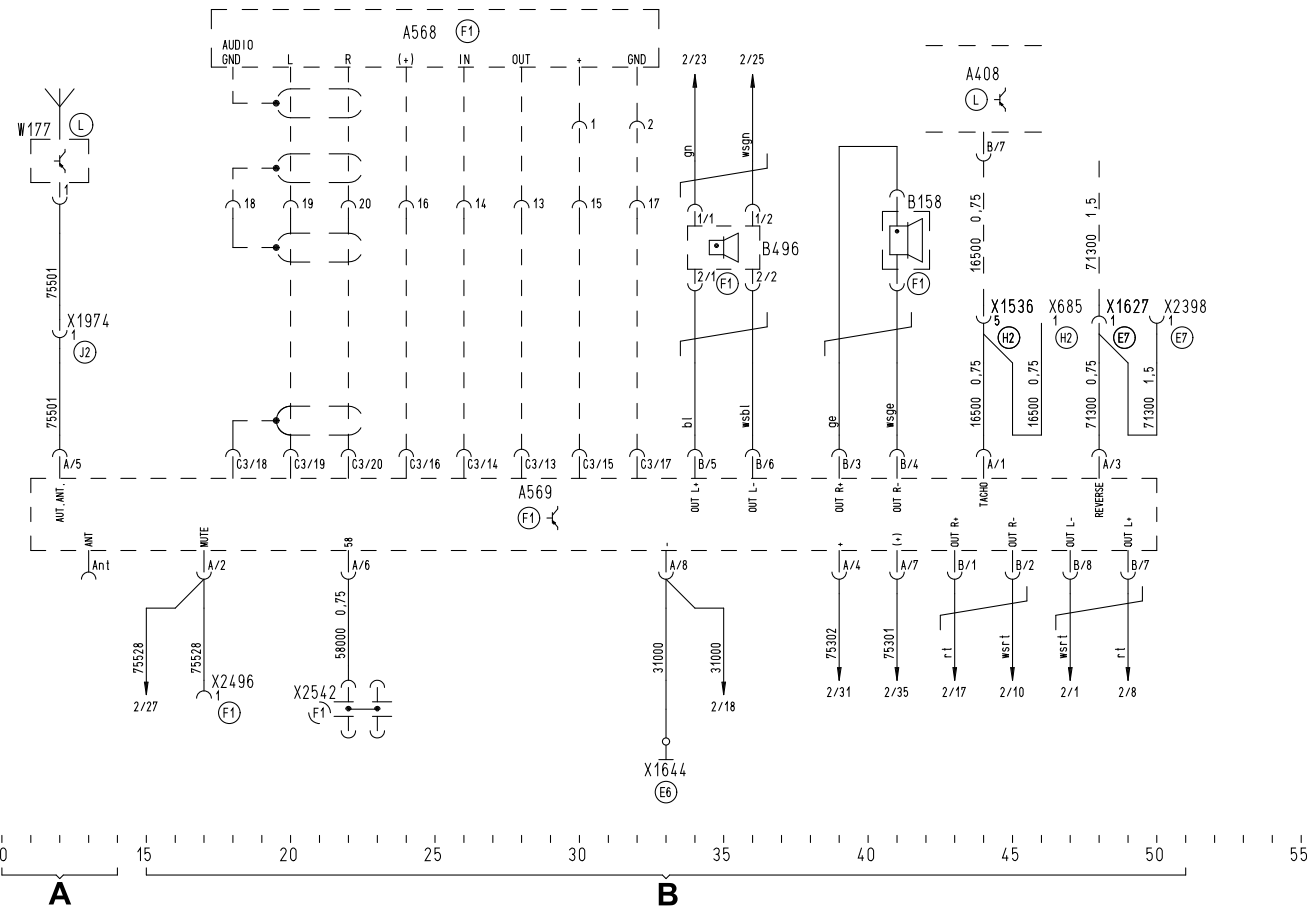 A568 F1
AUDIO
GND L R (+) IN OUT + GND
2/23 2/25
A408
L
W177 L
1
1 2
gn wsgn
B/7
18 19 20 16 14 13 15 17
1/1 1/2
B158
B496
2/1 2/2
F1 F1
16500 0,75
71300 1,5
75501
X1974
1
J2
X1536
5
H2
X685
1
H2
X1627
1
E7
X2398
1
E7
75501
bl wsbl ge wsge
16500 0,75
16500 0,75
71300 0,75
71300 1,5
A/5 C3/18 C3/19 C3/20 C3/16 C3/14 C3/13 C3/15 C3/17 B/5 B/6 B/3 B/4 A/1 A/3
AUT.ANT. OUT L+ OUT L- OUT R+ OUT R- TACHO REVERSE
A569
F1
ANT MUTE 58 - + (+) OUT R+ OUT R- OUT L- OUT L+
Ant A/2 A/6 A/8 A/4 A/7 B/1 B/2 B/8 B/7
75528 75528 58000 0,75 31000 31000 75302 75301 rt wsrt wsrt rt
2/27
X2496
1
F1
X2542
F1
2/18 2/31 2/35 2/17 2/10 2/1 2/8
X1644
E6
0 15 20 25 30 35 40 45 50 55
A B